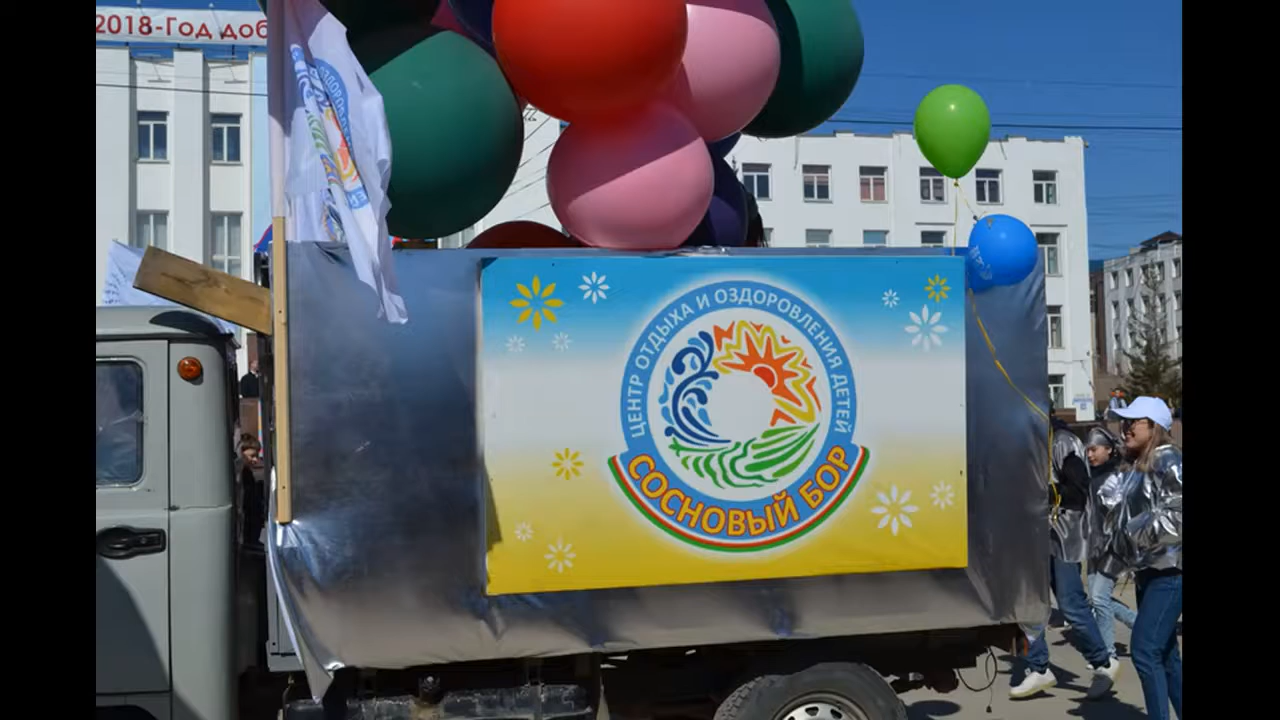 2018-Год доб
ЦЕНТР ОТДЫХА И ОЗДОРОВЛЕНИЯ ДЕТЕЙ
СОСНОВЫЙ БОР